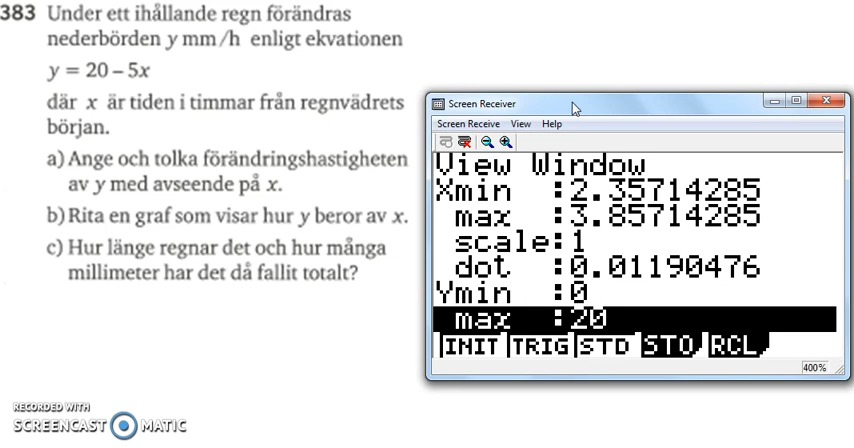 383 Under ett ihållande regn förändras
nederbörden y mm/h enligt ekvationen
y = 20 – 5x
där x är tiden i timmar från regnvädrets
början.
a) Ange och tolka förändringshastigheten
av y med avseende på x.
b) Rita en graf som visar hur y beror av x.
c) Hur länge regnar det och hur många
millimeter har det då fallit totalt?
Screen Receiver
Screen Receive View Help
View Window
Xmin :2.35714285
max :3.85714285
scale:1
dot :0.01190476
Ymin :0
max :20
INIT TRIG STD STO RCL
400%
RECORDED WITH
SCREENCAST MATIC